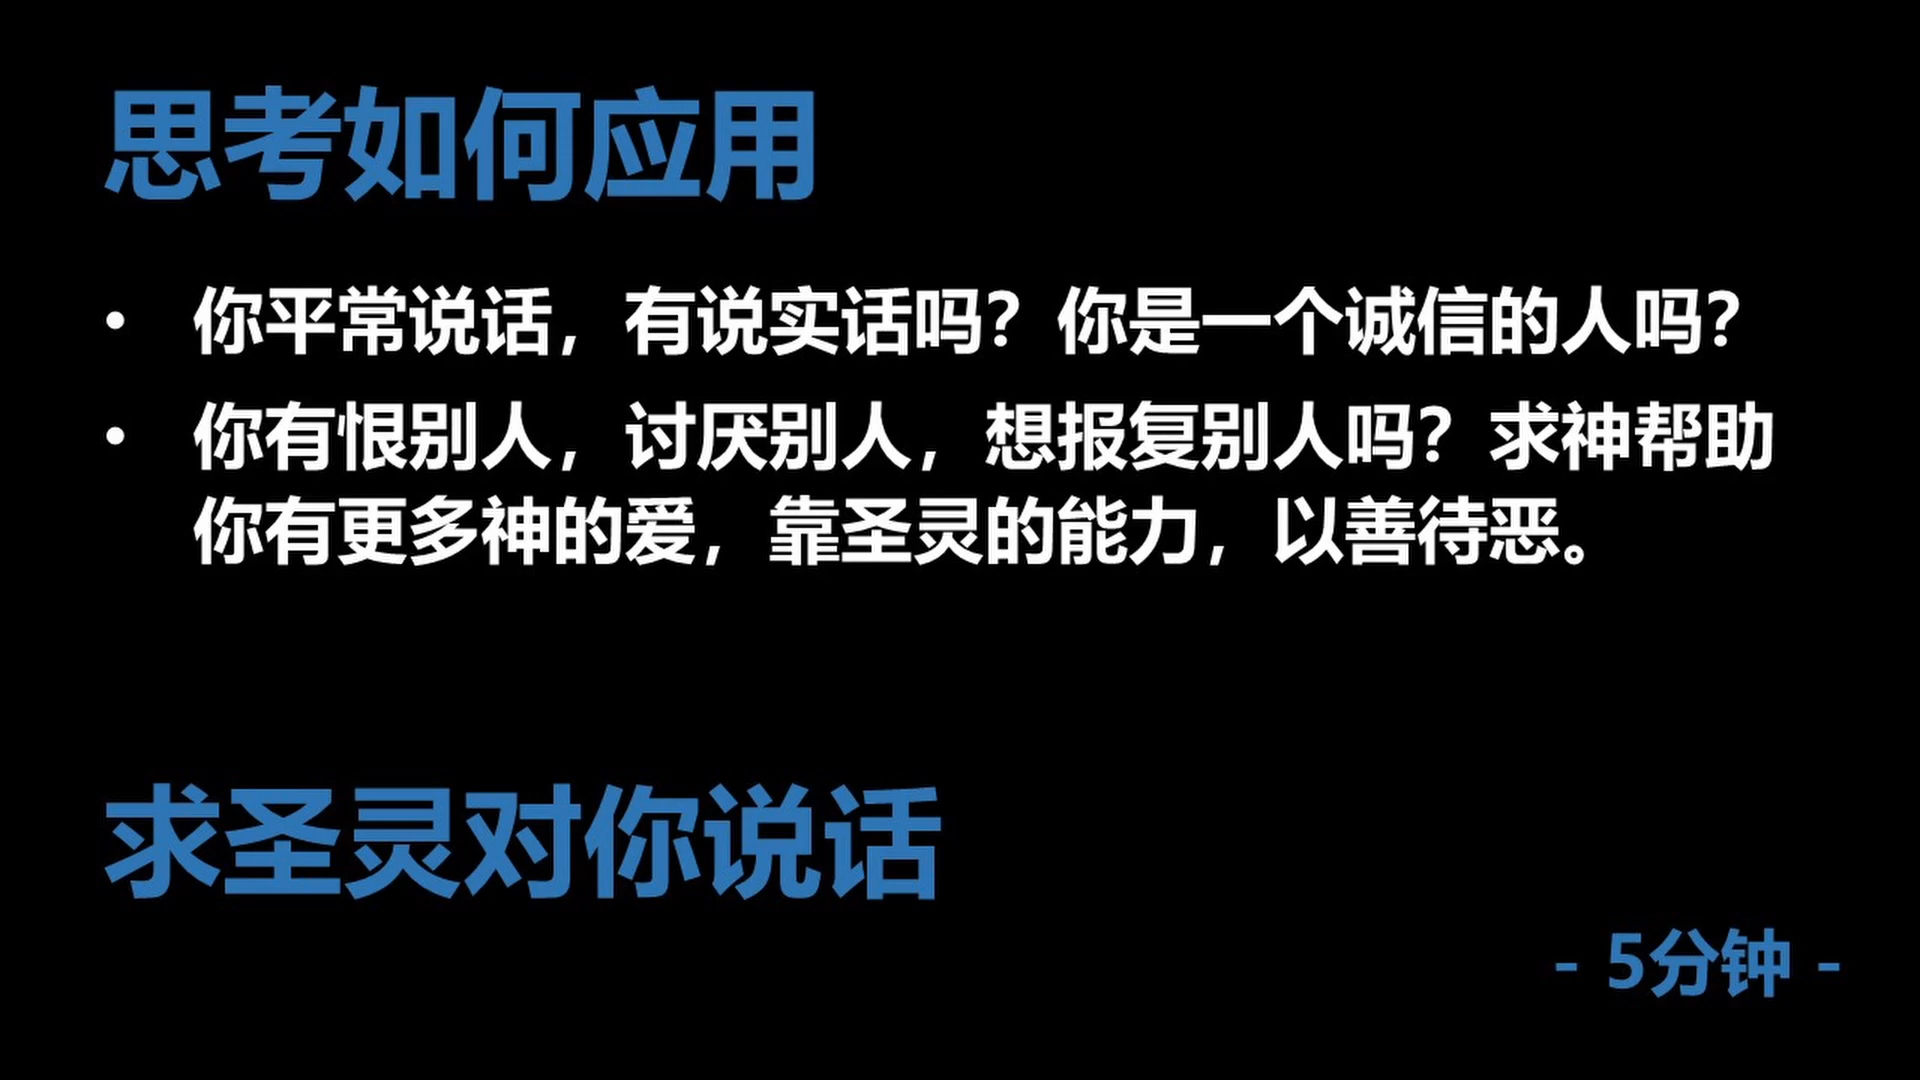 思考如何应用
• 你平常说话，有说实话吗？你是一个诚信的人吗？
• 你有恨别人，讨厌别人，想报复别人吗？求神帮助
你有更多神的爱，靠圣灵的能力，以善待恶。
求圣灵对你说话
- 5分钟 -